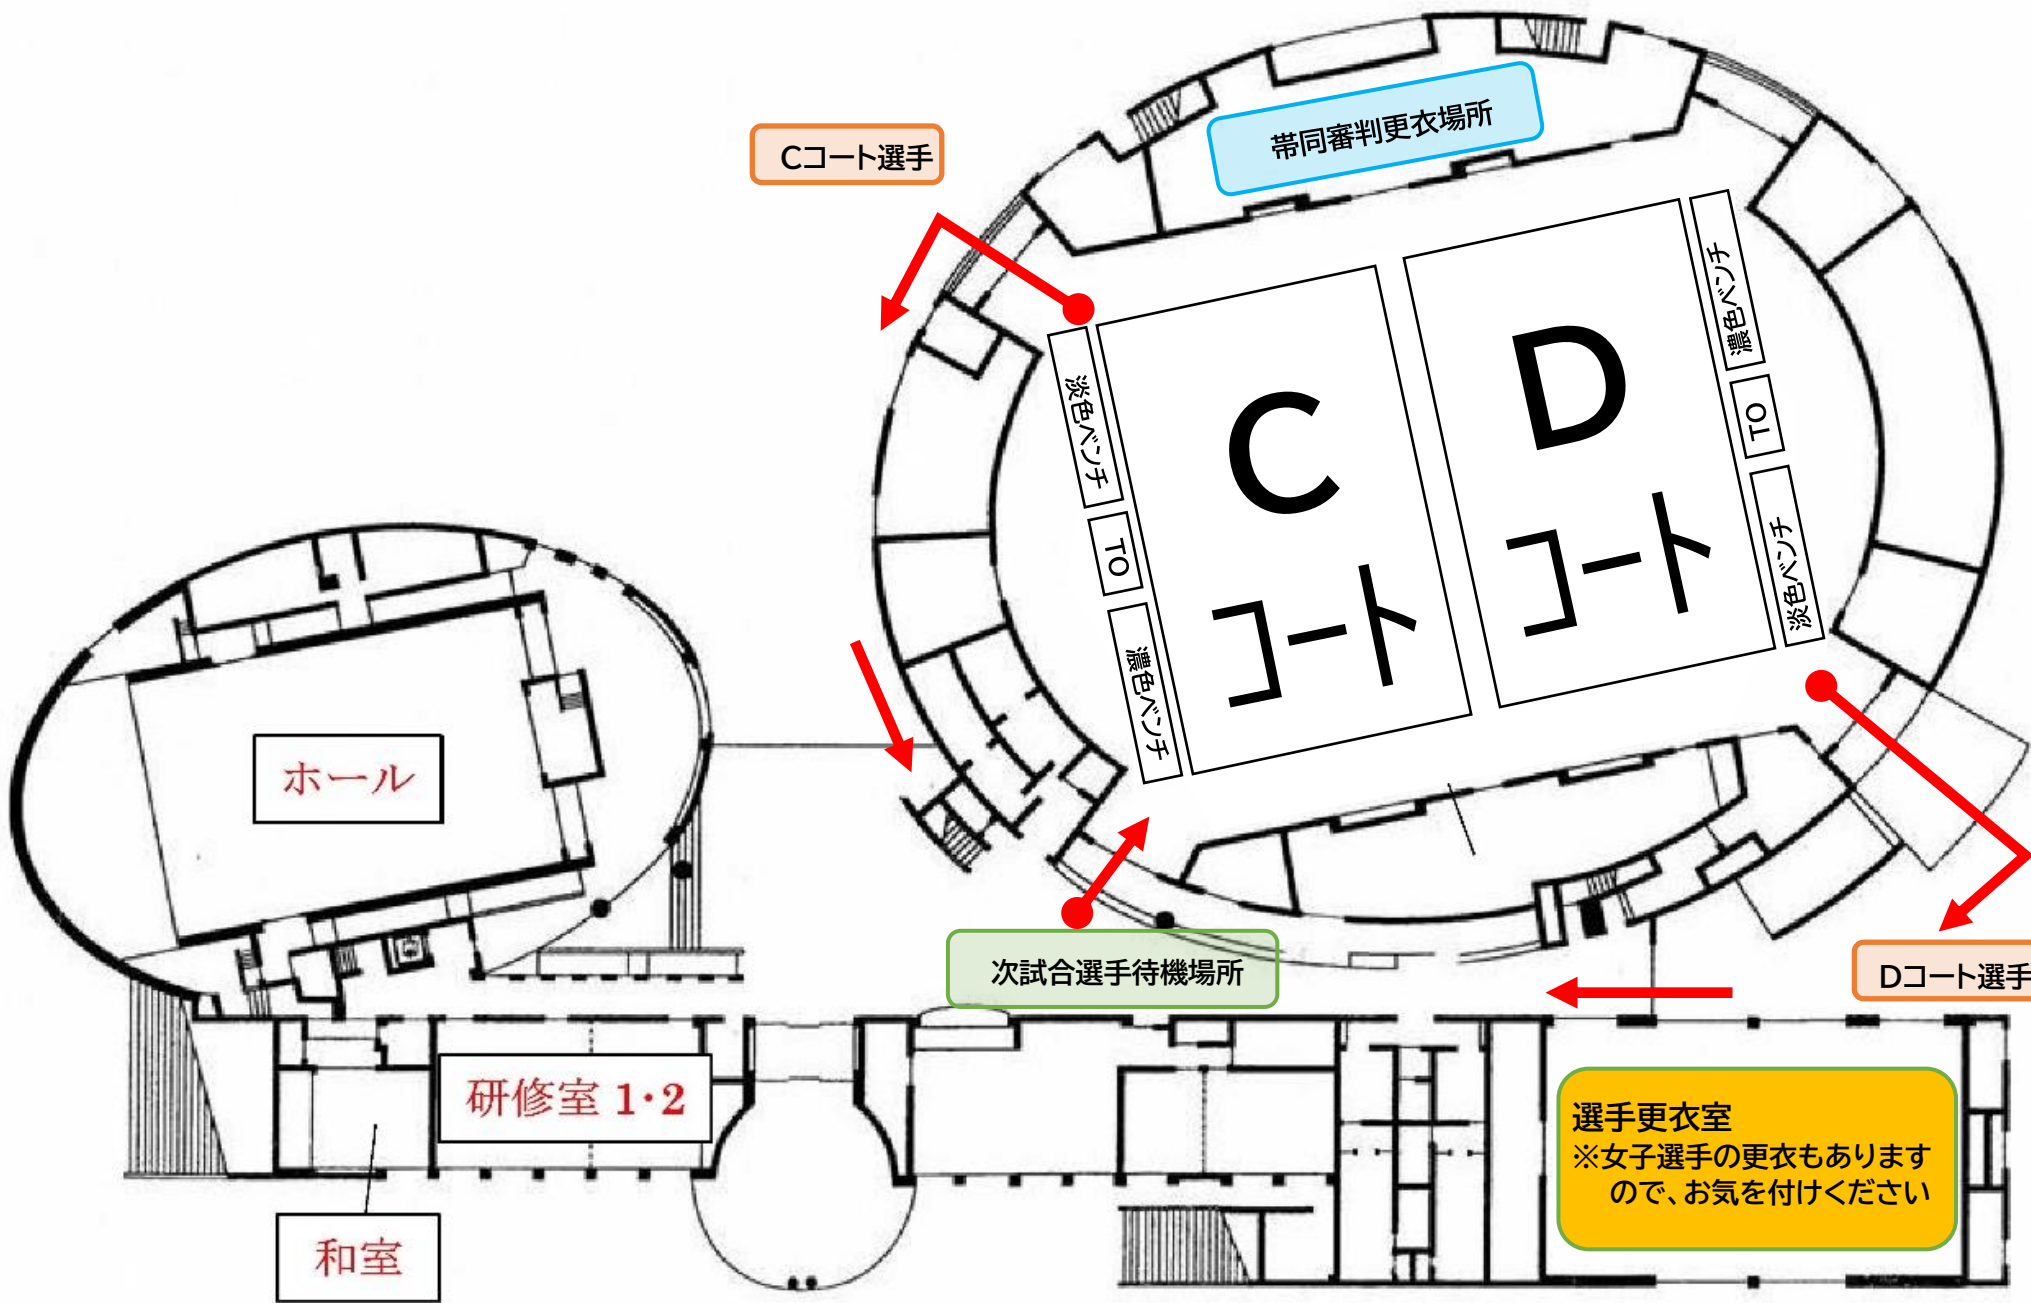 帯同審判更衣場所
Cコート選手
淡色ベンチ
TO
濃色ベンチ
C
コート
D
コート
濃色ベンチ
TO
淡色ベンチ
ホール
次試合選手待機場所
Dコート選手
研修室 1・2
選手更衣室
※女子選手の更衣もあります
ので、お気を付けください
和室